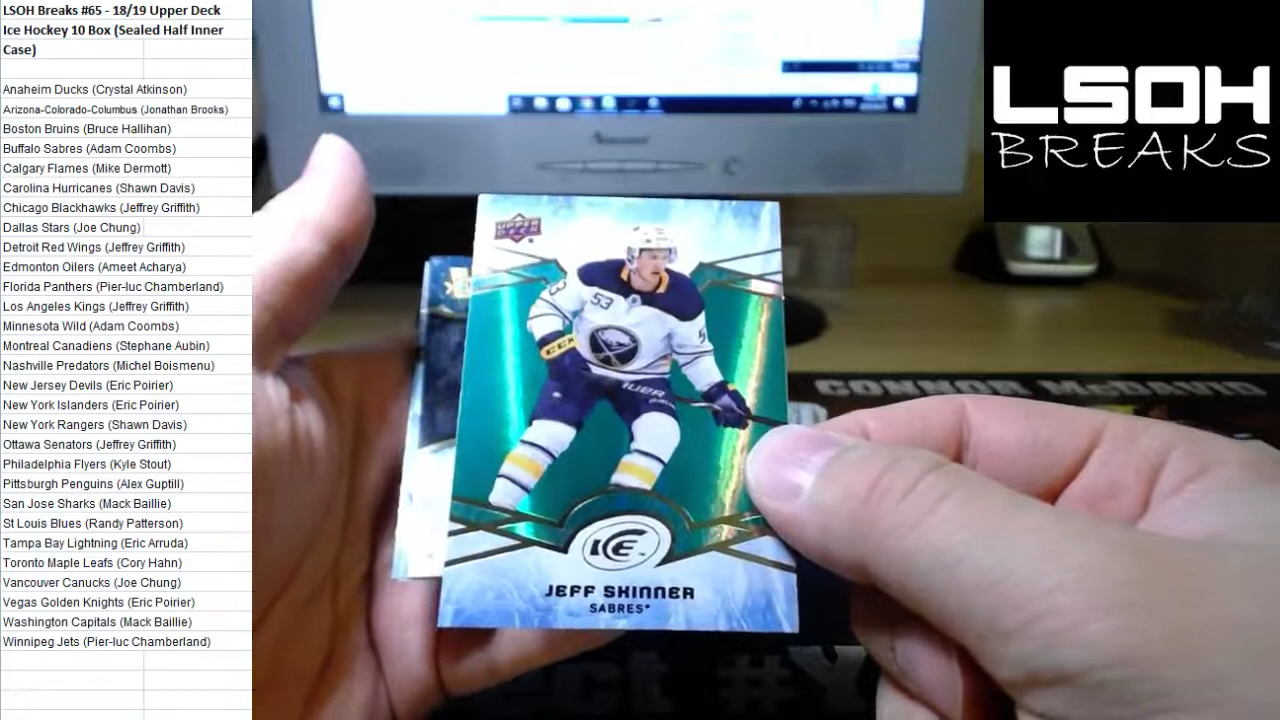 LSOH Breaks #65 - 18/19 Upper Deck
Ice Hockey 10 Box (Sealed Half Inner
Case)
Anaheim Ducks (Crystal Atkinson)
Arizona-Colorado-Columbus (Jonathan Brooks)
Boston Bruins (Bruce Hallihan)
Buffalo Sabres (Adam Coombs)
Calgary Flames (Mike Dermott)
Carolina Hurricanes (Shawn Davis)
Chicago Blackhawks (Jeffrey Griffith)
Dallas Stars (Joe Chung)
Detroit Red Wings (Jeffrey Griffith)
Edmonton Oilers (Ameet Acharya)
Florida Panthers (Pier-luc Chamberland)
Los Angeles Kings (Jeffrey Griffith)
Minnesota Wild (Adam Coombs)
Montreal Canadiens (Stephane Aubin)
Nashville Predators (Michel Boismenu)
New Jersey Devils (Eric Poirier)
New York Islanders (Eric Poirier)
New York Rangers (Shawn Davis)
Ottawa Senators (Jeffrey Griffith)
Philadelphia Flyers (Kyle Stout)
Pittsburgh Penguins (Alex Guptill)
San Jose Sharks (Mack Baillie)
St Louis Blues (Randy Patterson)
Tampa Bay Lightning (Eric Arruda)
Toronto Maple Leafs (Cory Hahn)
Vancouver Canucks (Joe Chung)
Vegas Golden Knights (Eric Poirier)
Washington Capitals (Mack Baillie)
Winnipeg Jets (Pier-luc Chamberland)
LSOH
BREAKS
UPPER
DECK
53
CCM
BAUER
ICE
JEFF SKINNER
SABRES
CONNOR McDAVID